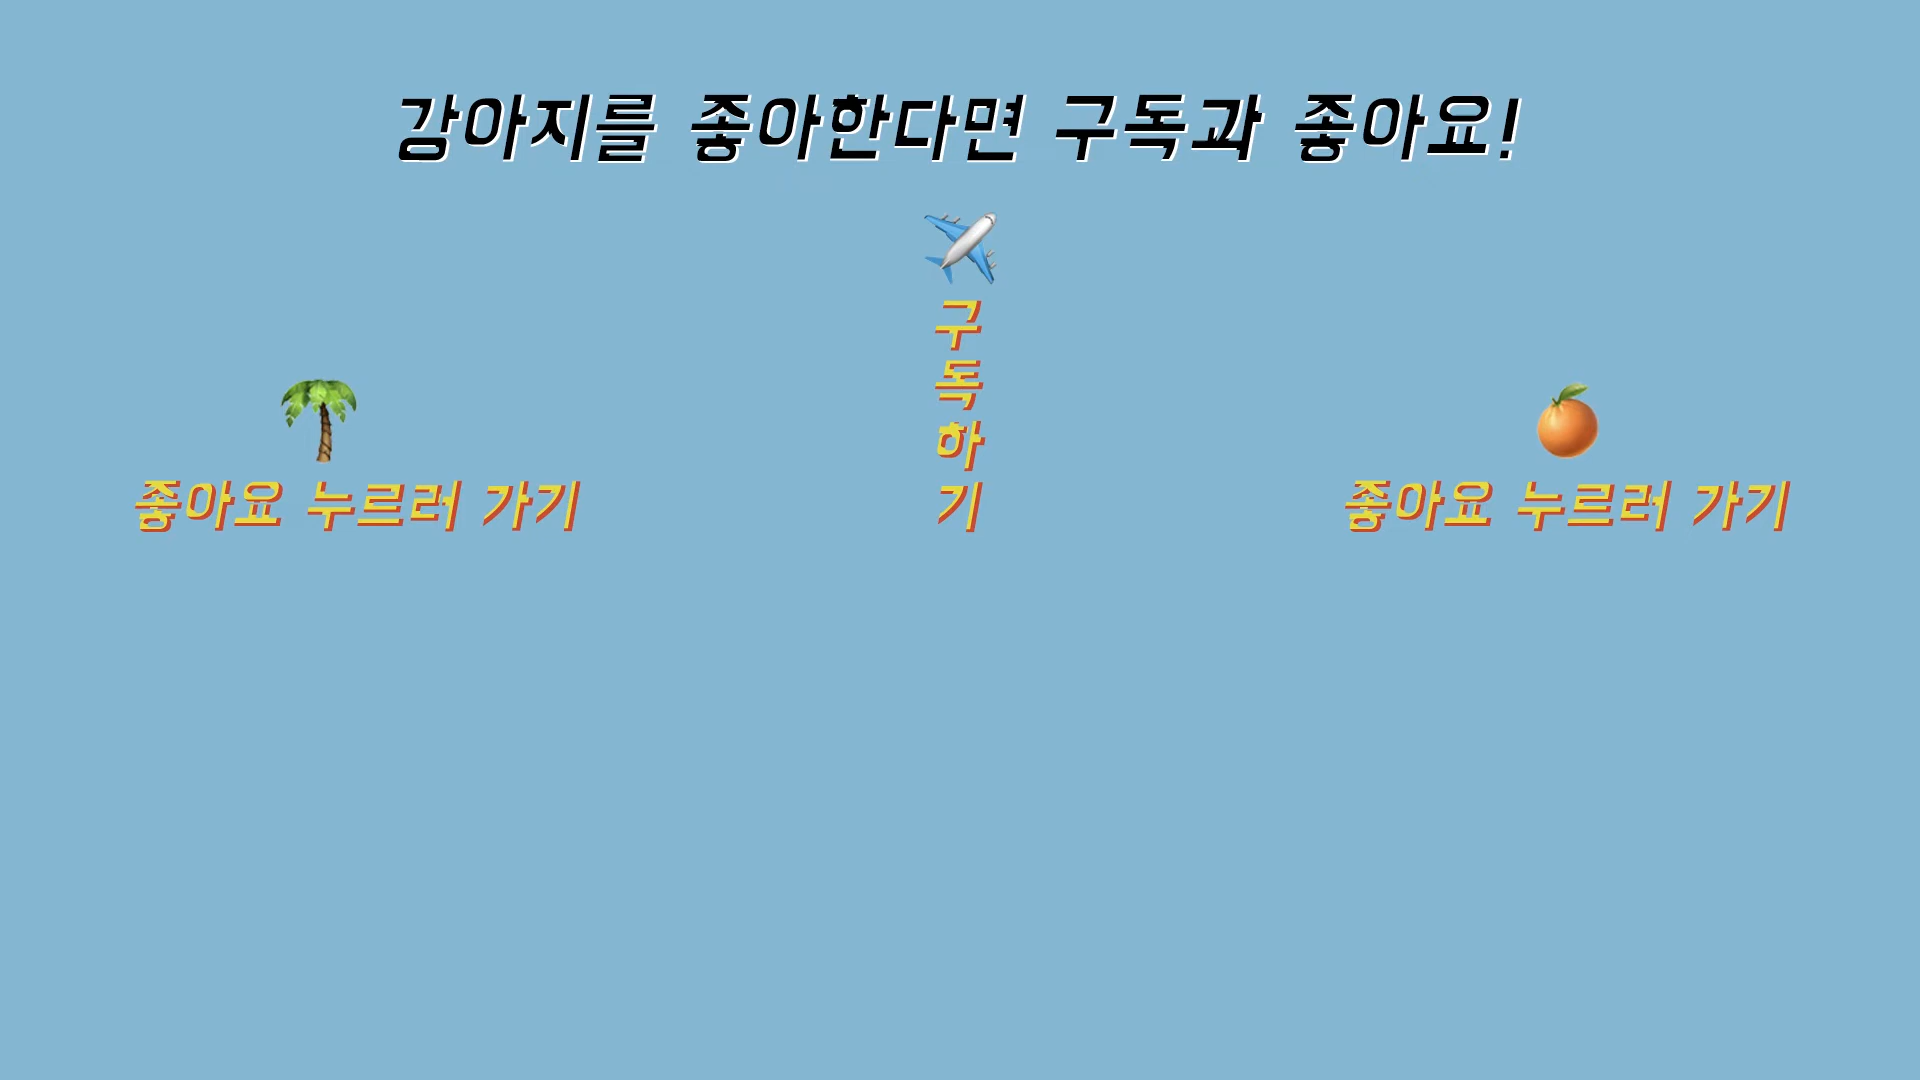 강아지를 좋아한다면 구독과 좋아요!
구
독
하
기
좋아요 누르러 가기
좋아요 누르러 가기